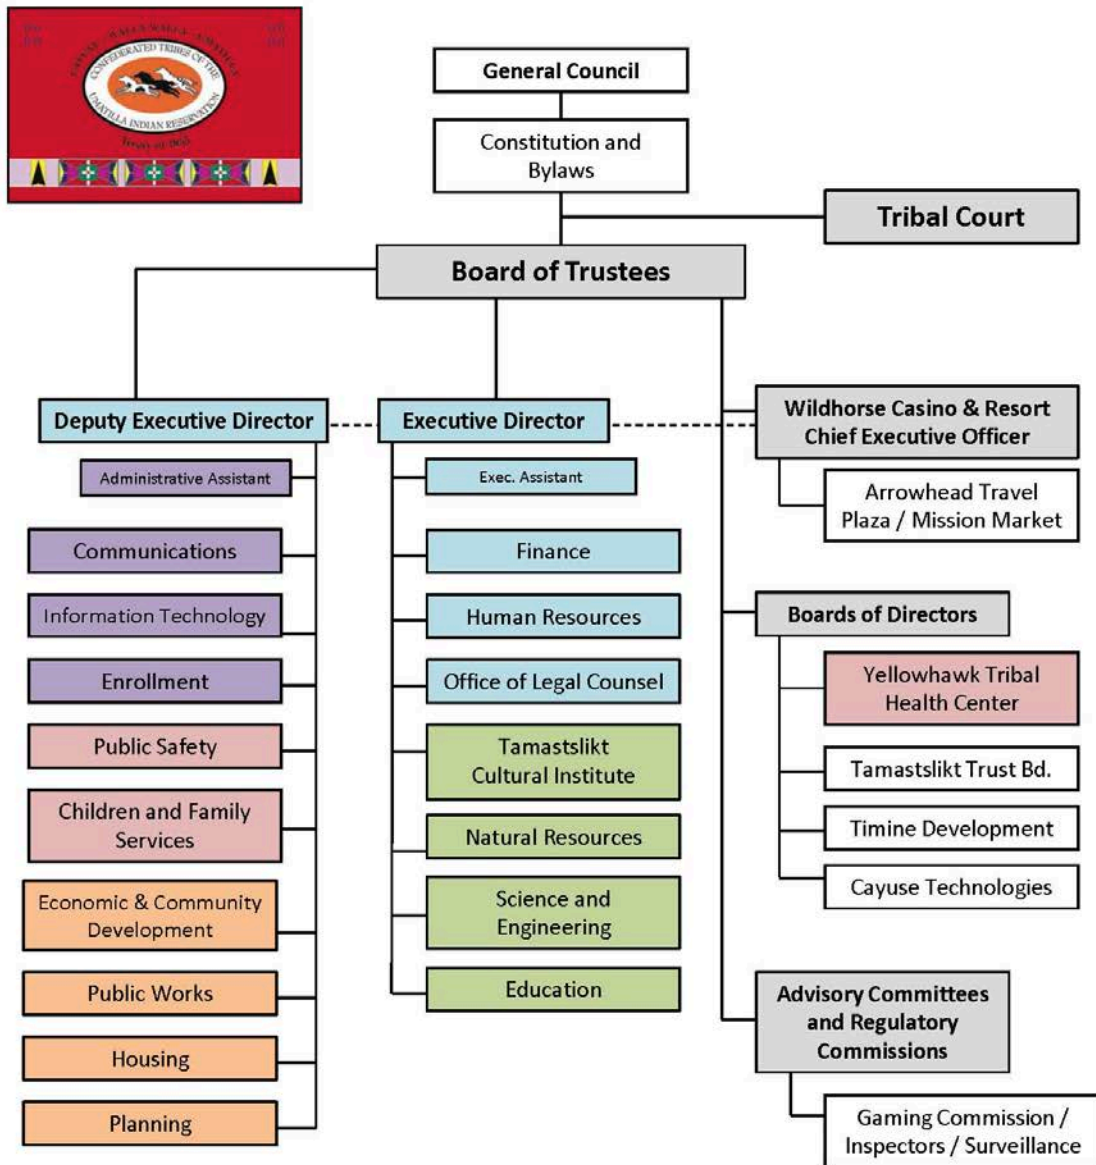 CAYUSE - WALLA WALLA - UMATILLA
CONFEDERATED TRIBES OF THE
UMATILLA INDIAN RESERVATION
General Council
Constitution and
Bylaws
Tribal Court
Board of Trustees
Deputy Executive Director
Executive Director
Wildhorse Casino & Resort
Chief Executive Officer
Administrative Assistant
Exec. Assistant
Arrowhead Travel
Plaza / Mission Market
Communications
Finance
Information Technology
Human Resources
Boards of Directors
Enrollment
Office of Legal Counsel
Yellowhawk Tribal
Health Center
Public Safety
Tamastslikt
Cultural Institute
Tamastslikt Trust Bd.
Children and Family
Services
Natural Resources
Timine Development
Economic & Community
Development
Science and
Engineering
Cayuse Technologies
Public Works
Education
Advisory Committees
and Regulatory
Commissions
Housing
Planning
Gaming Commission /
Inspectors / Surveillance